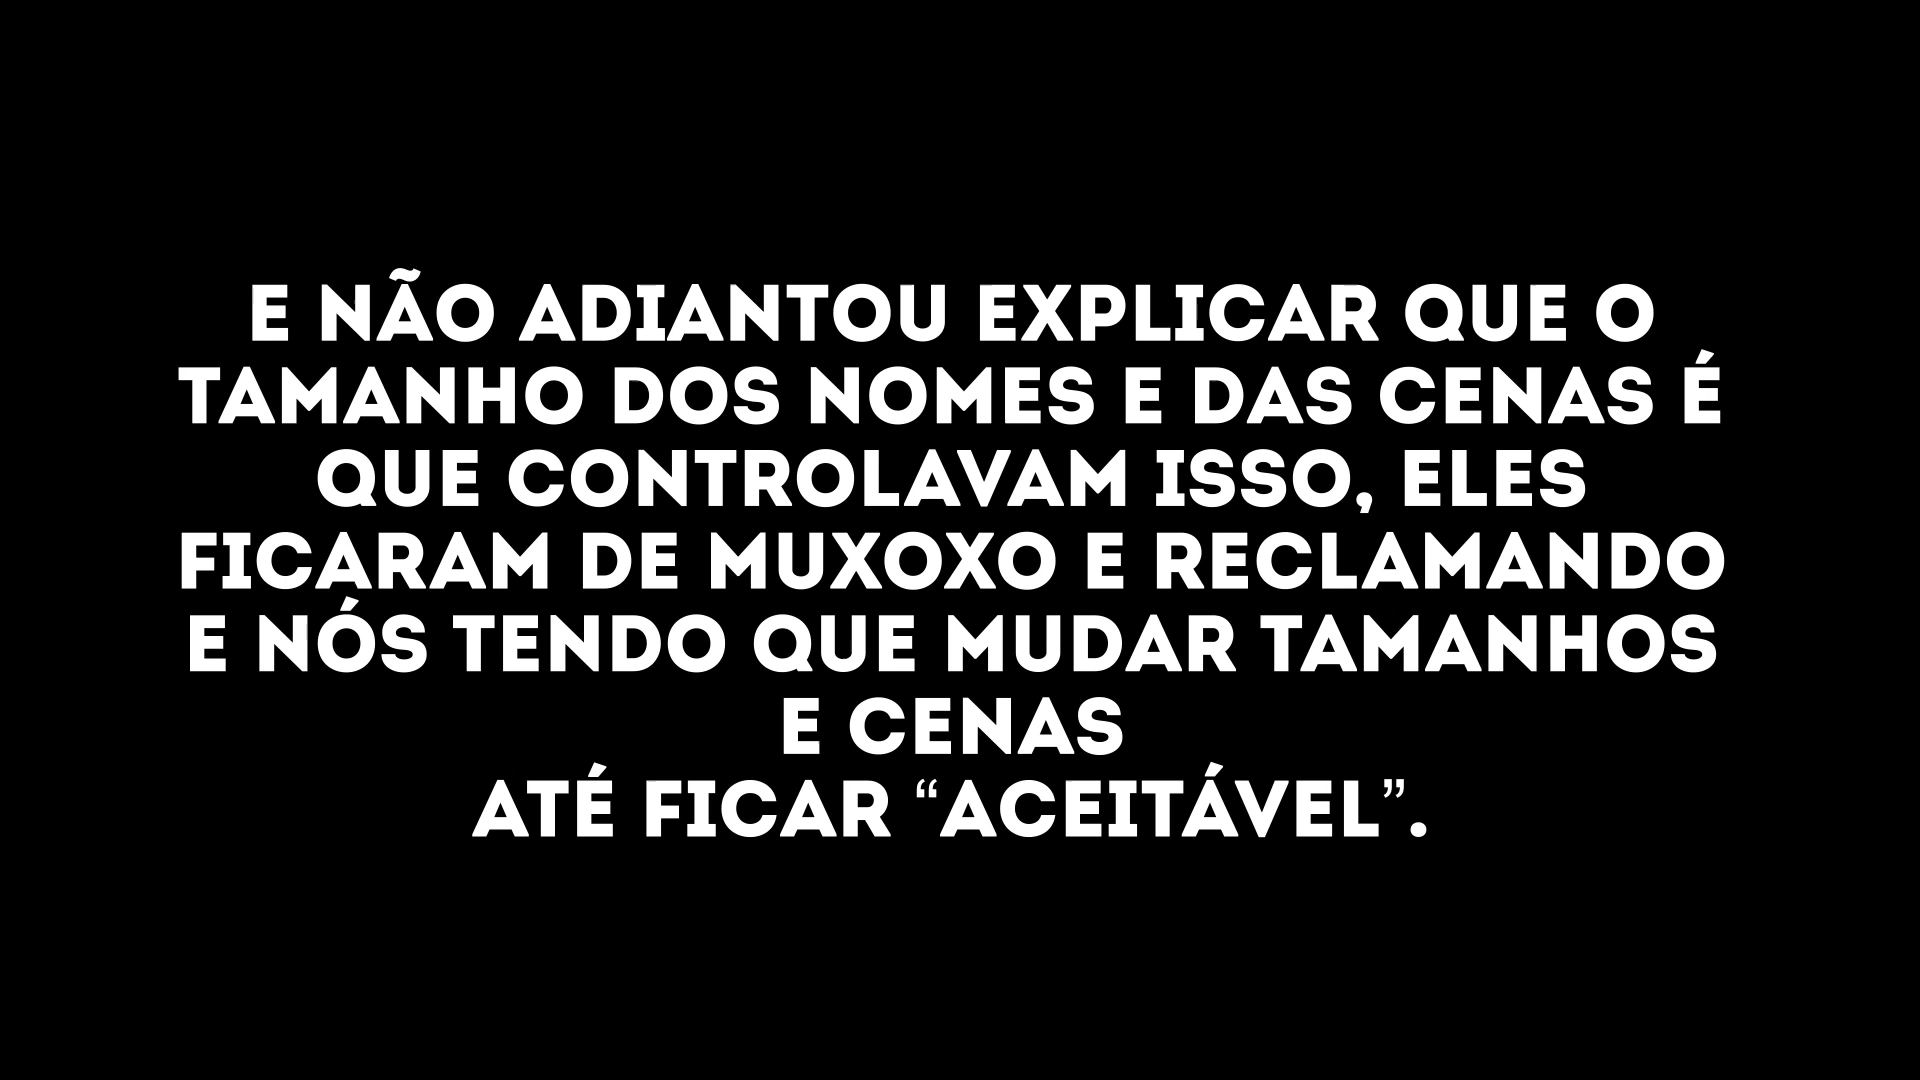 E NÃO ADIANTOU EXPLICAR QUE O
TAMANHO DOS NOMES E DAS CENAS É
QUE CONTROLAVAM ISSO, ELES
FICARAM DE MUXOXO E RECLAMANDO
E NÓS TENDO QUE MUDAR TAMANHOS
E CENAS
ATÉ FICAR “ACEITÁVEL”.